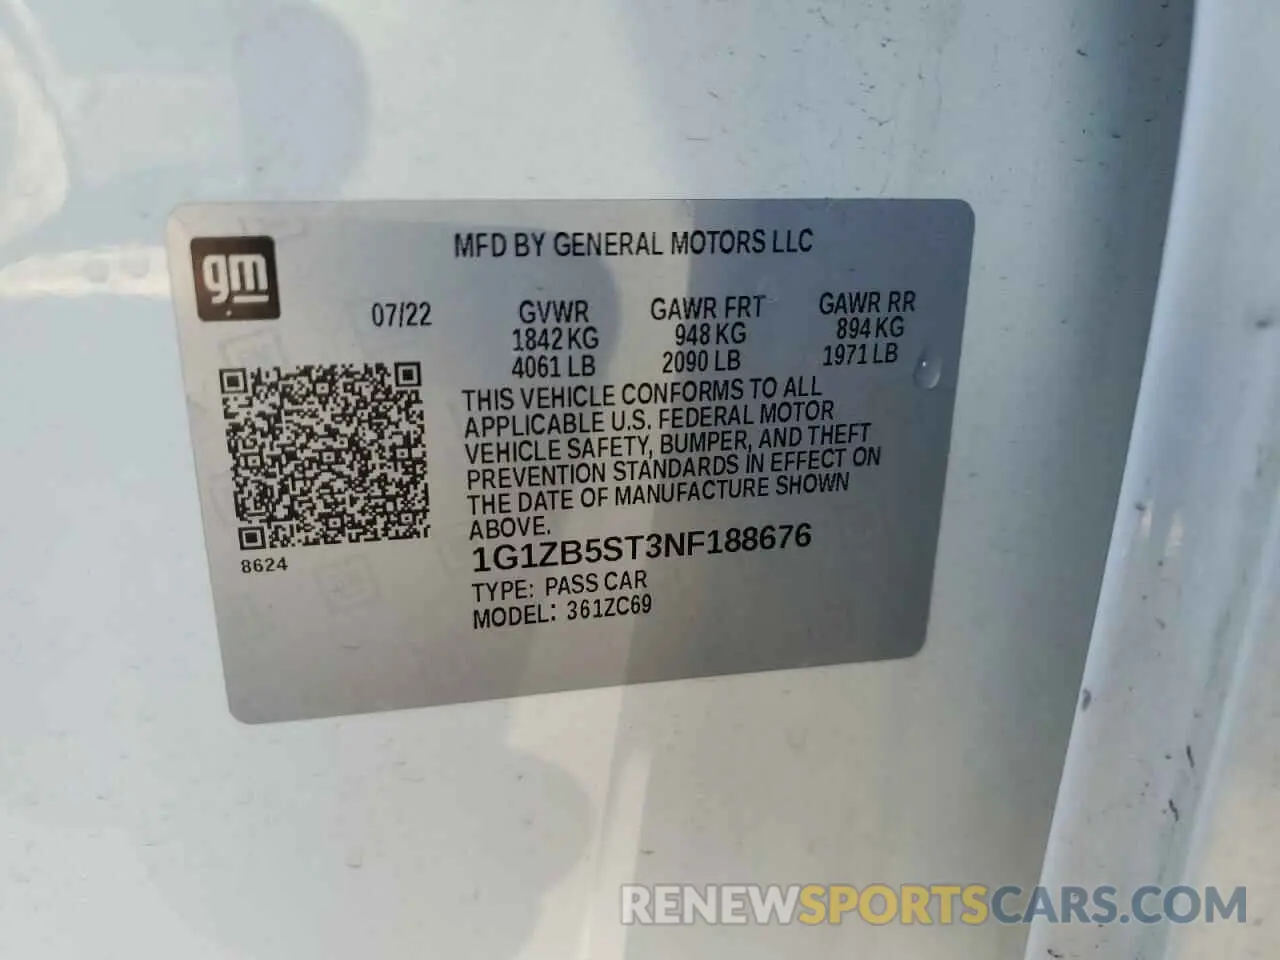 gm
MFD BY GENERAL MOTORS LLC
07/22
GVWR GAWR FRT GAWR RR
1842 KG 948 KG 894 KG
4061 LB 2090 LB 1971 LB
THIS VEHICLE CONFORMS TO ALL
APPLICABLE U.S. FEDERAL MOTOR
VEHICLE SAFETY, BUMPER, AND THEFT
PREVENTION STANDARDS IN EFFECT ON
THE DATE OF MANUFACTURE SHOWN
ABOVE.
1G1ZB5ST3NF188676
8624
TYPE: PASS CAR
MODEL: 361ZC69
RENEWSPORTSCARS.COM